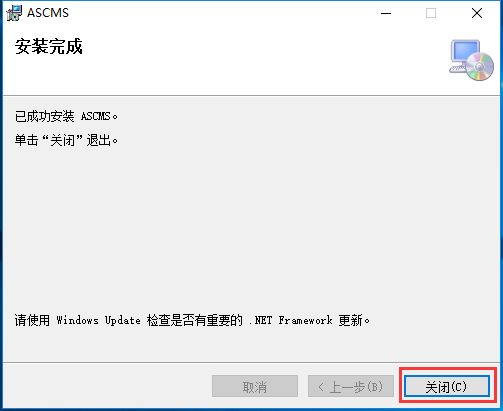 ASCMS
安装完成
已成功安装 ASCMS。
单击“关闭”退出。
请使用 Windows Update 检查是否有重要的 .NET Framework 更新。
取消
< 上一步(B)
关闭(C)